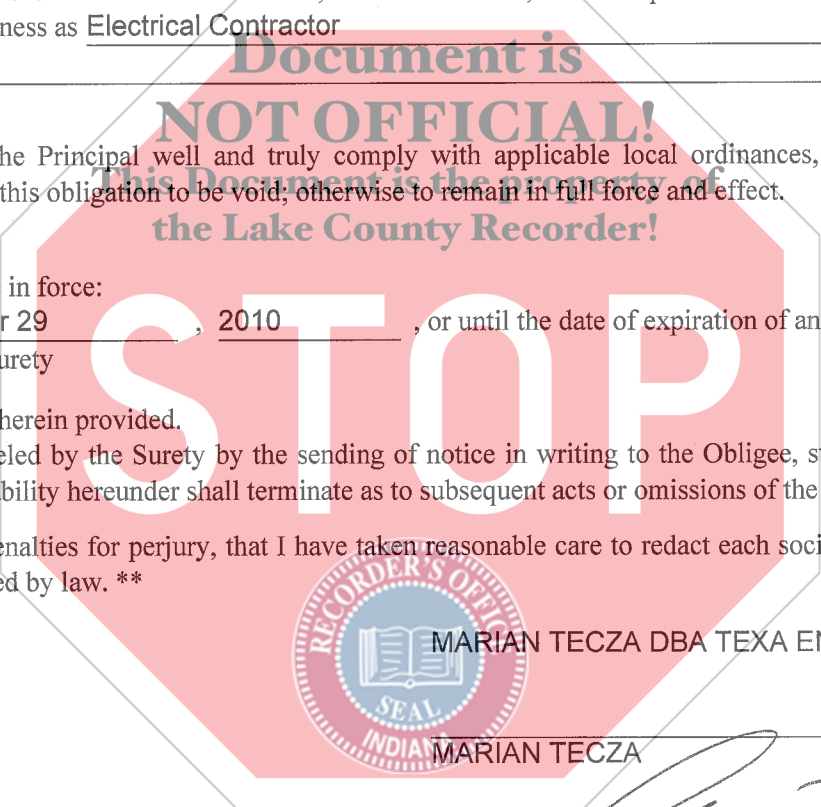 ness as Electrical Contractor
Document is
NOT OFFICIAL!
he Principal well and truly comply with applicable local ordinances,
This Document is the property of
this obligation to be void; otherwise to remain in full force and effect.
the Lake County Recorder!
in force:
r 29 , 2010 , or until the date of expiration of an
urety
STOP
herein provided.
eled by the Surety by the sending of notice in writing to the Obligee, s
bility hereunder shall terminate as to subsequent acts or omissions of the
enalties for perjury, that I have taken reasonable care to redact each soci
ed by law. **
RECORDER'S OFFICE
SEAL
INDIANA
MARIAN TECZA DBA TEXA EN
MARIAN TECZA